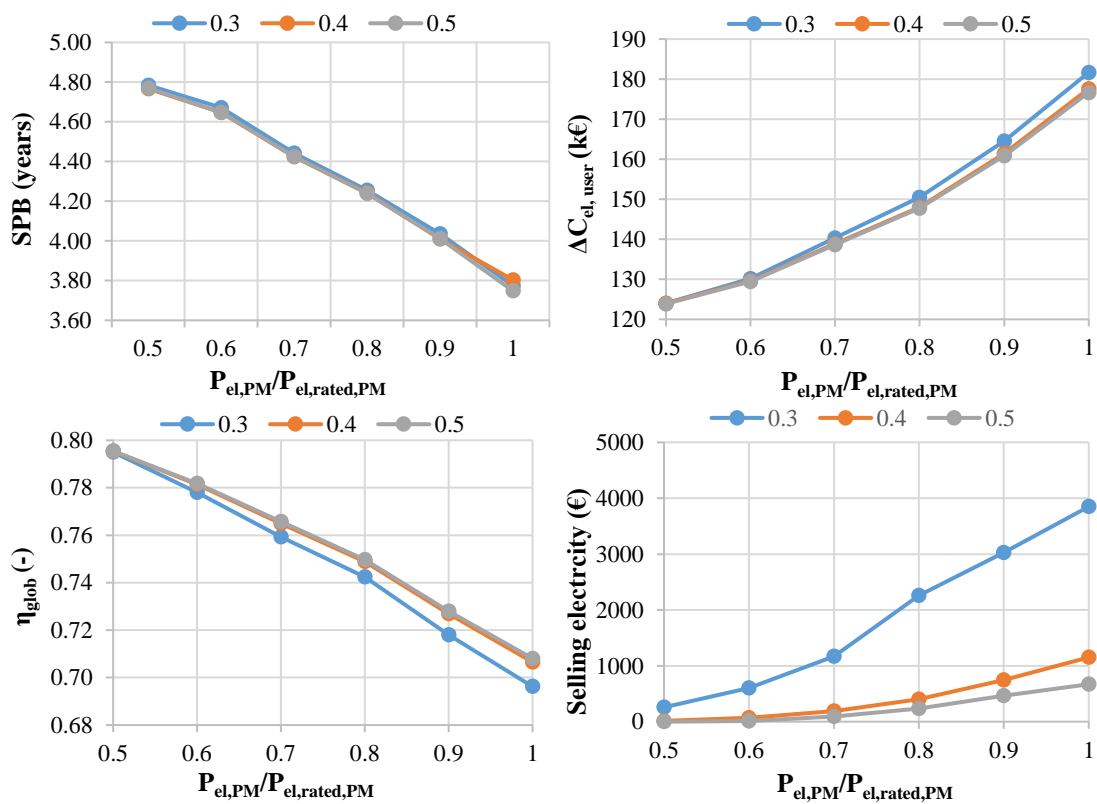 0.3 0.4 0.5
5.00
4.80
4.60
4.40
4.20
4.00
3.80
3.60
SPB (years)
0.5 0.6 0.7 0.8 0.9 1
Pel,PM/Pel,rated,PM
0.3 0.4 0.5
190
180
170
160
150
140
130
120
ΔCel, user (k€)
0.5 0.6 0.7 0.8 0.9 1
Pel,PM/Pel,rated,PM
0.3 0.4 0.5
0.80
0.78
0.76
0.74
0.72
0.70
0.68
ηglob (-)
0.5 0.6 0.7 0.8 0.9 1
Pel,PM/Pel,rated,PM
0.3 0.4 0.5
5000
4000
3000
2000
1000
0
Selling electrcity (€)
0.5 0.6 0.7 0.8 0.9 1
Pel,PM/Pel,rated,PM